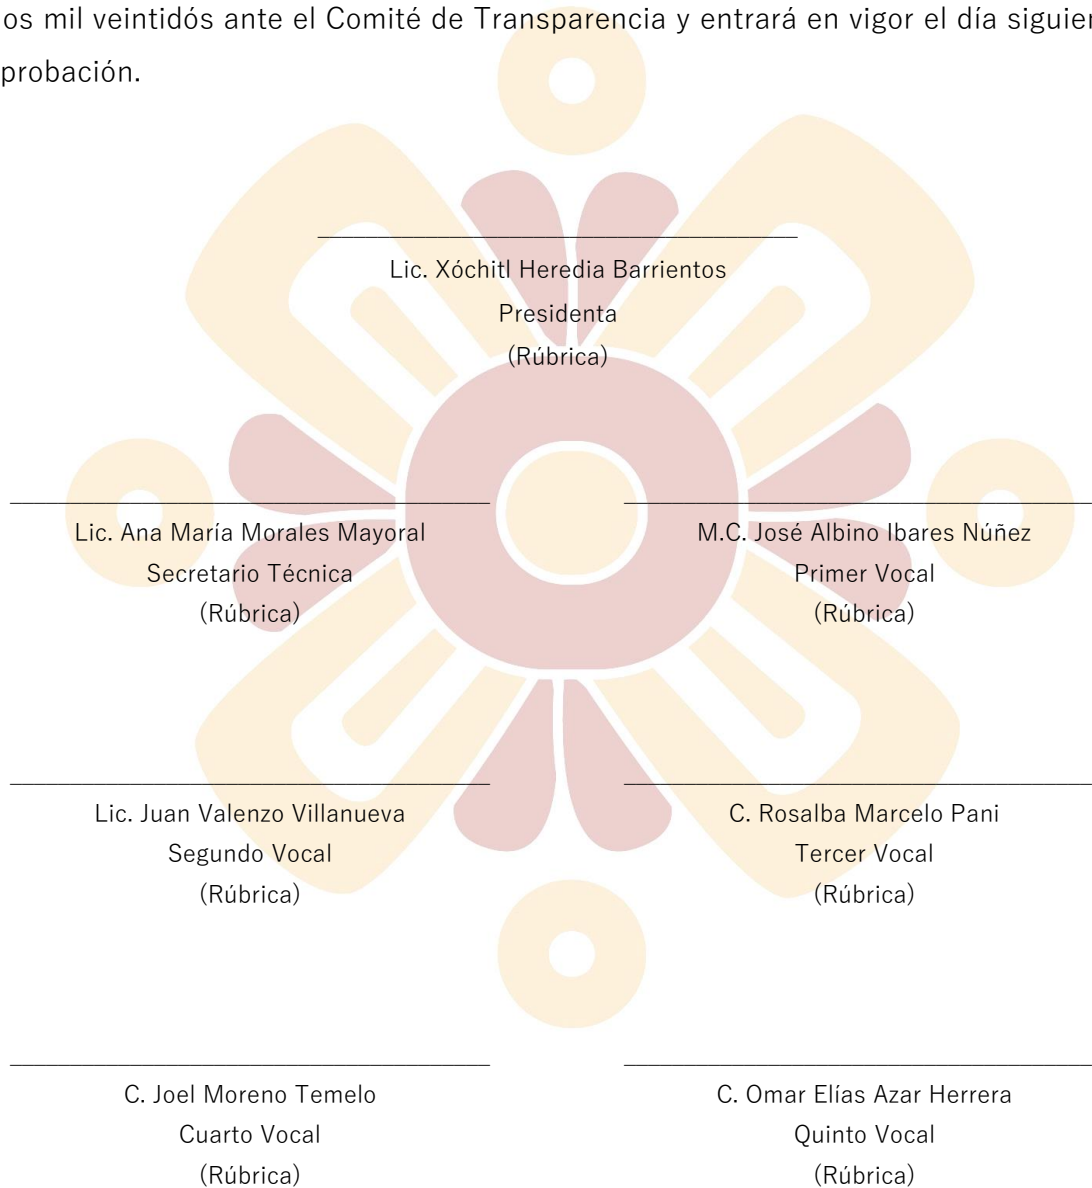 os mil veintidós ante el Comité de Transparencia y entrará en vigor el día siguien
probación.
Lic. Xóchitl Heredia Barrientos
Presidenta
(Rúbrica)
Lic. Ana María Morales Mayoral
Secretario Técnica
(Rúbrica)
M.C. José Albino Ibares Núñez
Primer Vocal
(Rúbrica)
Lic. Juan Valenzo Villanueva
Segundo Vocal
(Rúbrica)
C. Rosalba Marcelo Pani
Tercer Vocal
(Rúbrica)
C. Joel Moreno Temelo
Cuarto Vocal
(Rúbrica)
C. Omar Elías Azar Herrera
Quinto Vocal
(Rúbrica)